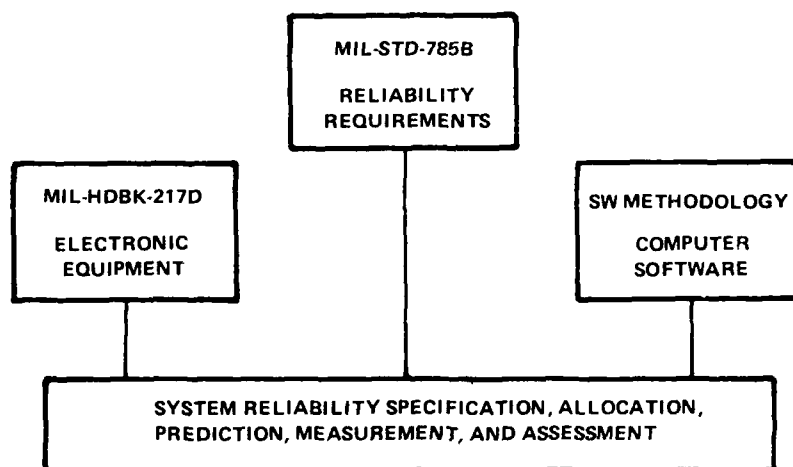 MIL-STD-785B
RELIABILITY
REQUIREMENTS
MIL-HDBK-217D
ELECTRONIC
EQUIPMENT
SW METHODOLOGY
COMPUTER
SOFTWARE
SYSTEM RELIABILITY SPECIFICATION, ALLOCATION,
PREDICTION, MEASUREMENT, AND ASSESSMENT